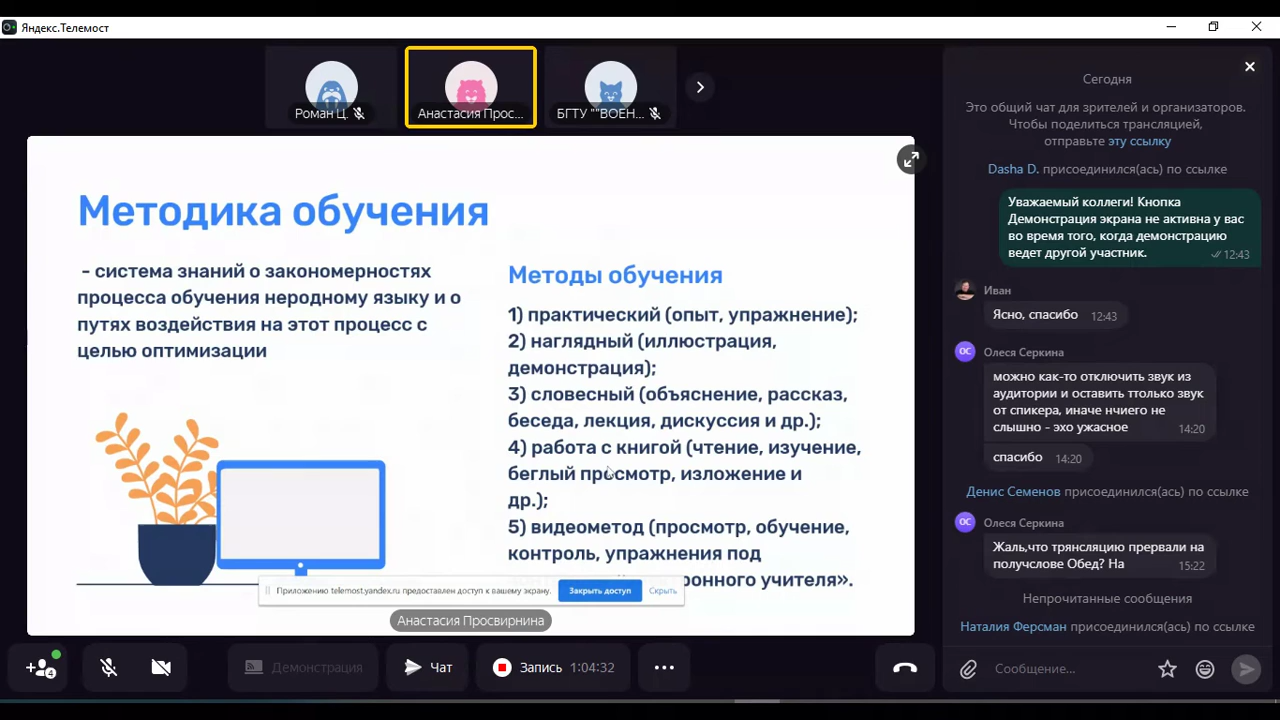 Яндекс.Телемост
Роман Ц.
Анастасия Прос...
БГТУ ""ВОЕН...
Методика обучения
- система знаний о закономерностях
процесса обучения неродному языку и о
путях воздействия на этот процесс с
целью оптимизации
Методы обучения
1) практический (опыт, упражнение);
2) наглядный (иллюстрация,
демонстрация);
3) словесный (объяснение, рассказ,
беседа, лекция, дискуссия и др.);
4) работа с книгой (чтение, изучение,
беглый просмотр, изложение и
др.);
5) видеометод (просмотр, обучение,
контроль, упражнения под
ронного учителя».
Приложению telemost.yandex.ru предоставлен доступ к вашему экрану.
Закрыть доступ
Скрыть
Анастасия Просвирнина
4
Демонстрация
Чат
Запись 1:04:32
Сегодня
Это общий чат для зрителей и организаторов.
Чтобы поделиться трансляцией,
отправьте эту ссылку
Dasha D. присоединился(ась) по ссылке
Уважаемый коллеги! Кнопка
Демонстрация экрана не активна у вас
во время того, когда демонстрацию
ведет другой участник.
12:43
Иван
Ясно, спасибо 12:43
ОС
Олеся Серкина
можно как-то отключить звук из
аудитории и оставить ттолько звук
от спикера, иначе нчиего не
слышно - эхо ужасное 14:20
спасибо 14:20
Денис Семенов присоединился(ась) по ссылке
ОС
Олеся Серкина
Жаль,что трянсляцию прервали на
получслове Обед? На 15:22
Непрочитанные сообщения
Наталия Ферсман присоединился(ась) по ссылке
Сообщение...